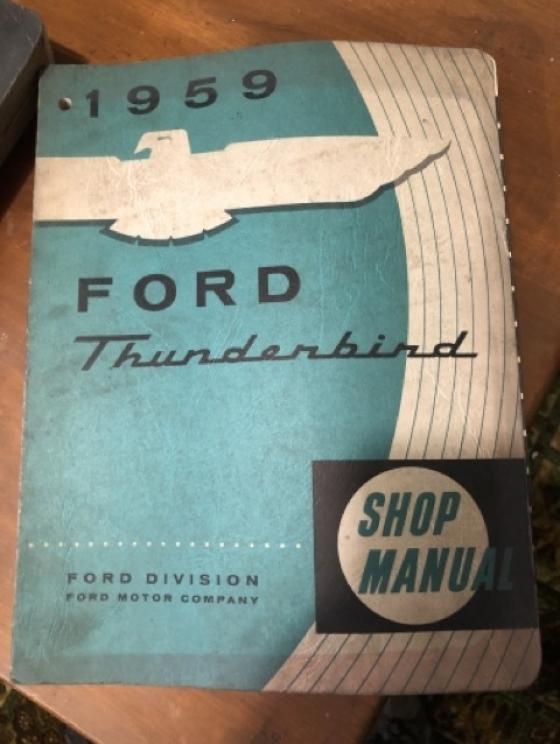 1959
FORD
Thunderbird
SHOP
MANUAL
FORD DIVISION
FORD MOTOR COMPANY